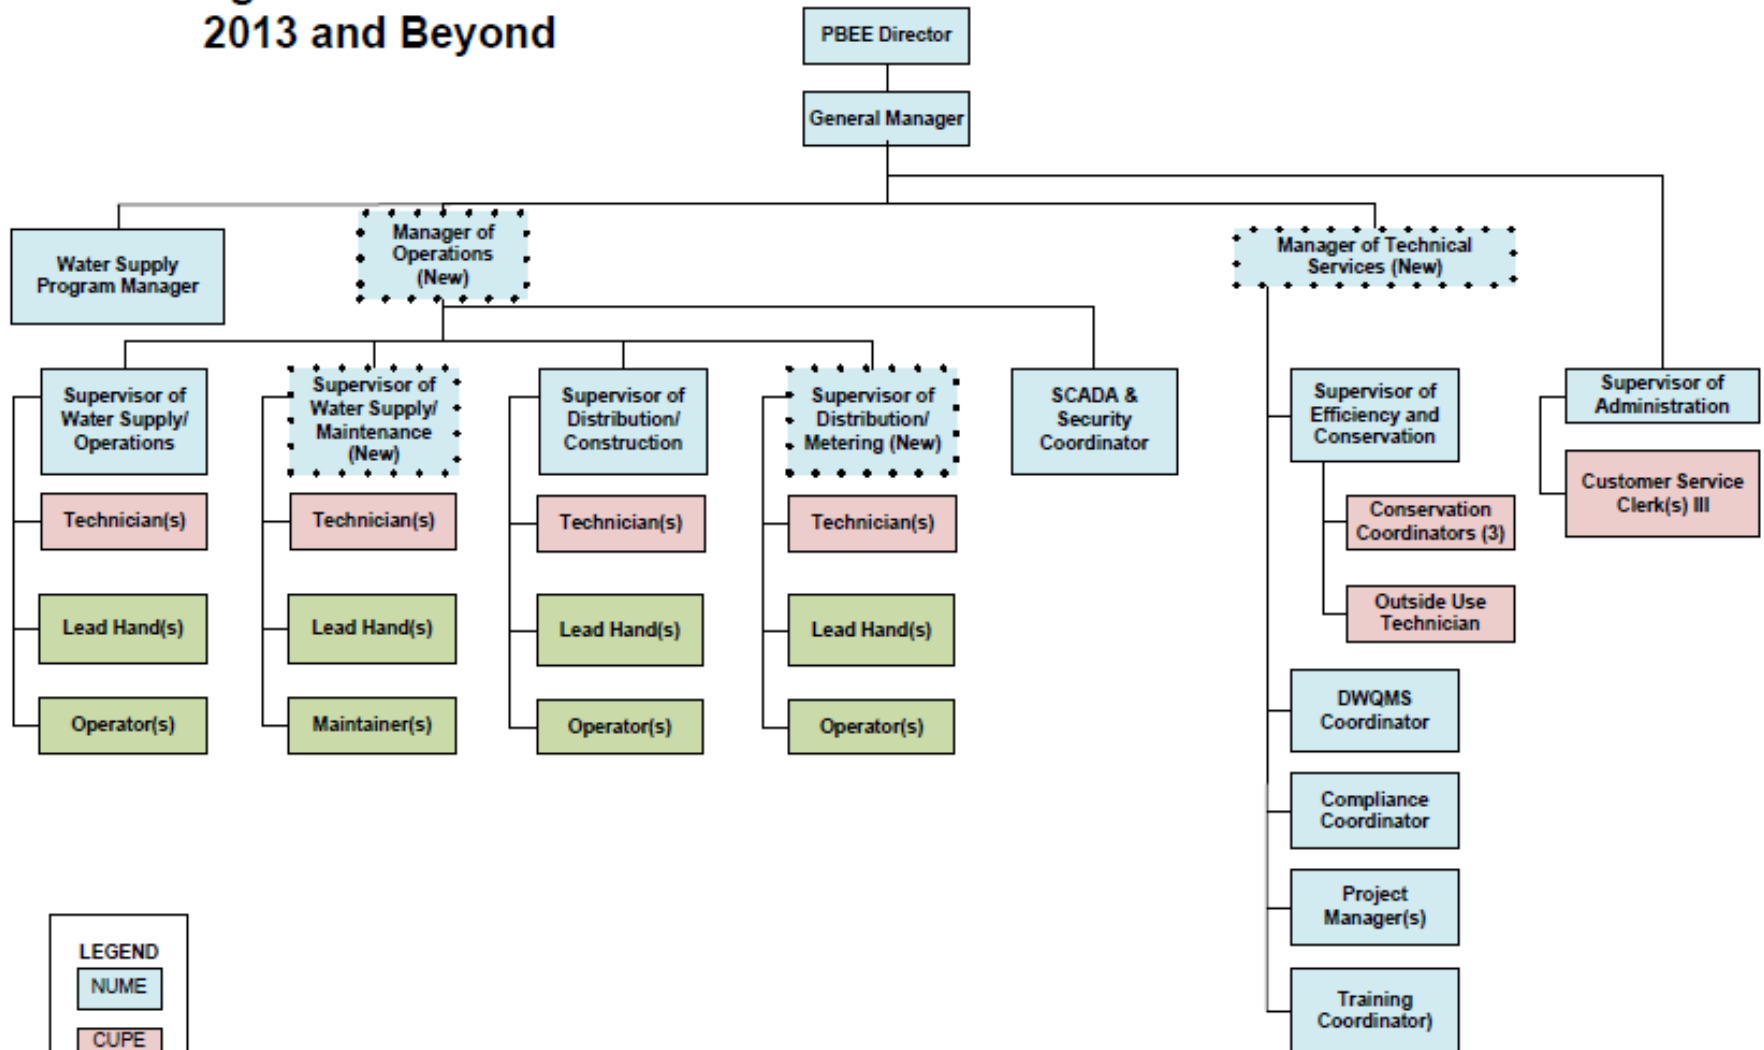 2013 and Beyond
PBEE Director
General Manager
Water Supply
Program Manager
Manager of
Operations
(New)
Manager of Technical
Services (New)
Supervisor of
Water Supply/
Operations
Supervisor of
Water Supply/
Maintenance
(New)
Supervisor of
Distribution/
Construction
Supervisor of
Distribution/
Metering (New)
SCADA &
Security
Coordinator
Supervisor of
Efficiency and
Conservation
Supervisor of
Administration
Customer Service
Clerk(s) III
Technician(s)
Technician(s)
Technician(s)
Technician(s)
Conservation
Coordinators (3)
Outside Use
Technician
Lead Hand(s)
Lead Hand(s)
Lead Hand(s)
Lead Hand(s)
Operator(s)
Maintainer(s)
Operator(s)
Operator(s)
DWQMS
Coordinator
Compliance
Coordinator
Project
Manager(s)
Training
Coordinator)
LEGEND
NUME
CUPE